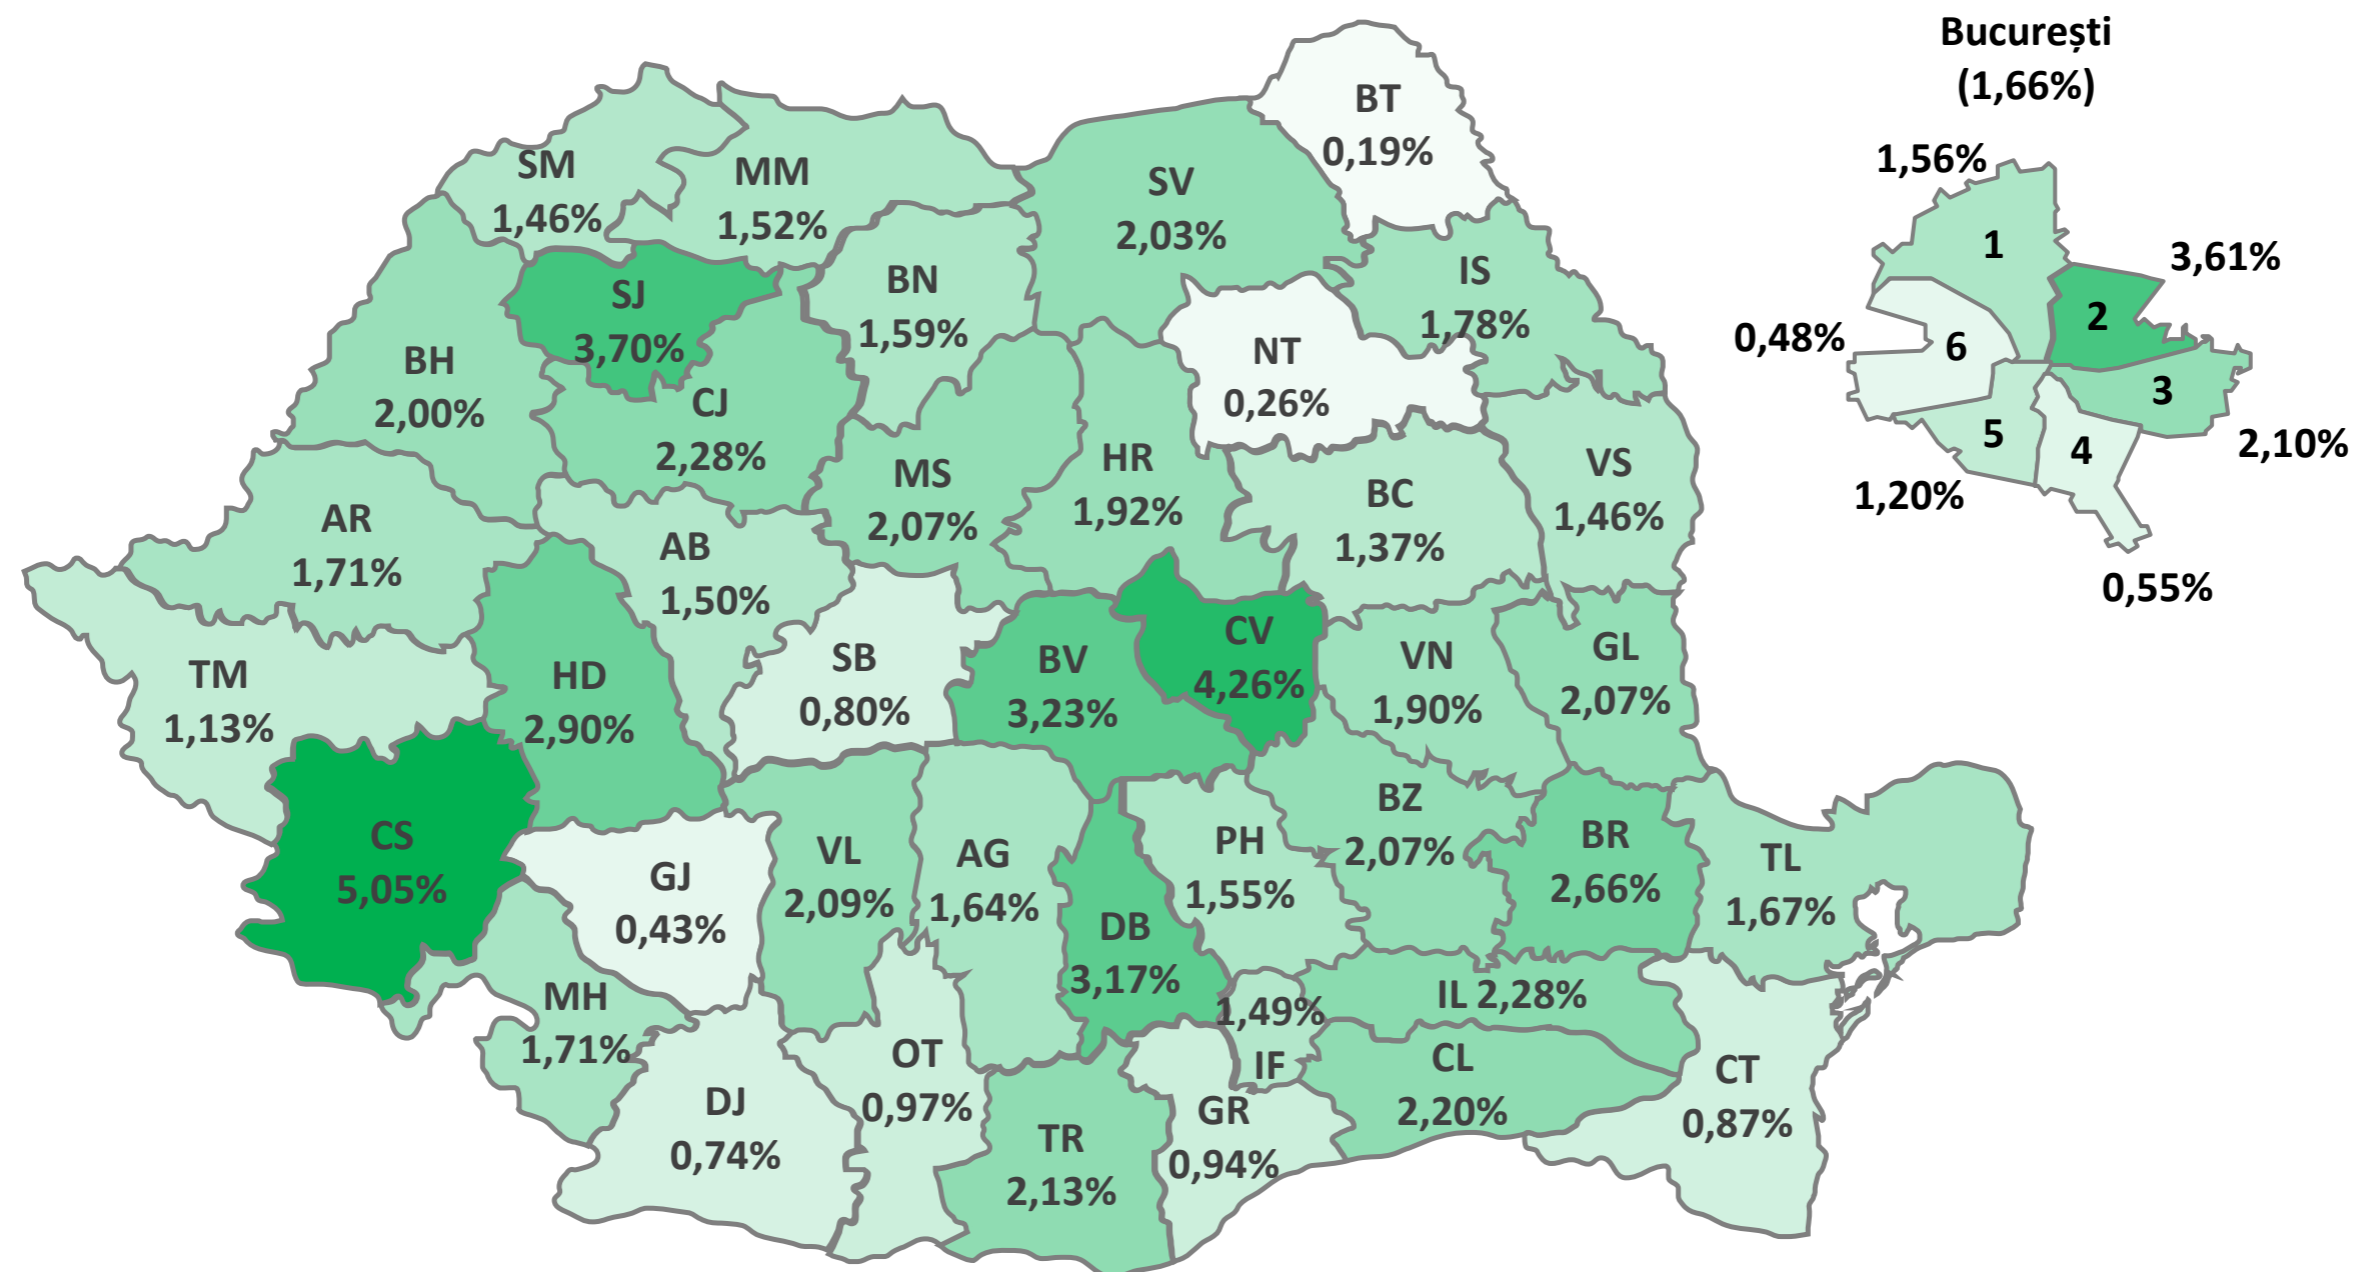 București
(1,66%)
1,56%
1
3,61%
2
0,48%
6
3
2,10%
5
4
1,20%
0,55%
BT
0,19%
SM
1,46%
MM
1,52%
SV
2,03%
IS
1,78%
BN
1,59%
SJ
3,70%
NT
0,26%
BH
2,00%
CJ
2,28%
MS
2,07%
HR
1,92%
BC
1,37%
VS
1,46%
AR
1,71%
AB
1,50%
TM
1,13%
HD
2,90%
SB
0,80%
BV
3,23%
CV
4,26%
VN
1,90%
GL
2,07%
CS
5,05%
GJ
0,43%
VL
2,09%
AG
1,64%
PH
1,55%
BZ
2,07%
BR
2,66%
TL
1,67%
DB
3,17%
MH
1,71%
1,49%
IF
IL 2,28%
OT
0,97%
CL
2,20%
CT
0,87%
DJ
0,74%
TR
2,13%
GR
0,94%